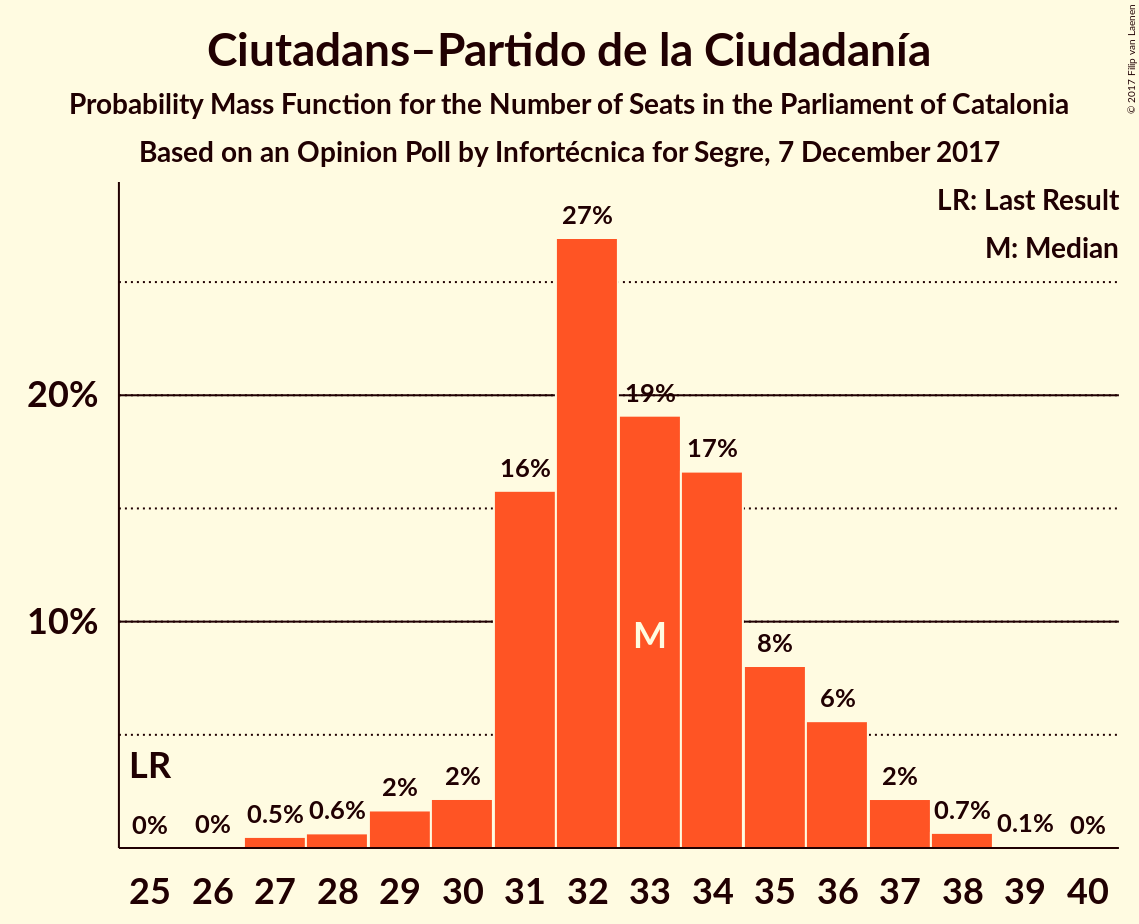 Ciutadans–Partido de la Ciudadanía
Probability Mass Function for the Number of Seats in the Parliament of Catalonia
Based on an Opinion Poll by Infortécnica for Segre, 7 December 2017
© 2017 Filip van Laenen
LR: Last Result
M: Median
27%
20%
19%
17%
16%
10%
M
8%
6%
LR
2%
2%
2%
0.5%
0.6%
0.7%
0.1%
0%
0%
0%
25 26 27 28 29 30 31 32 33 34 35 36 37 38 39 40